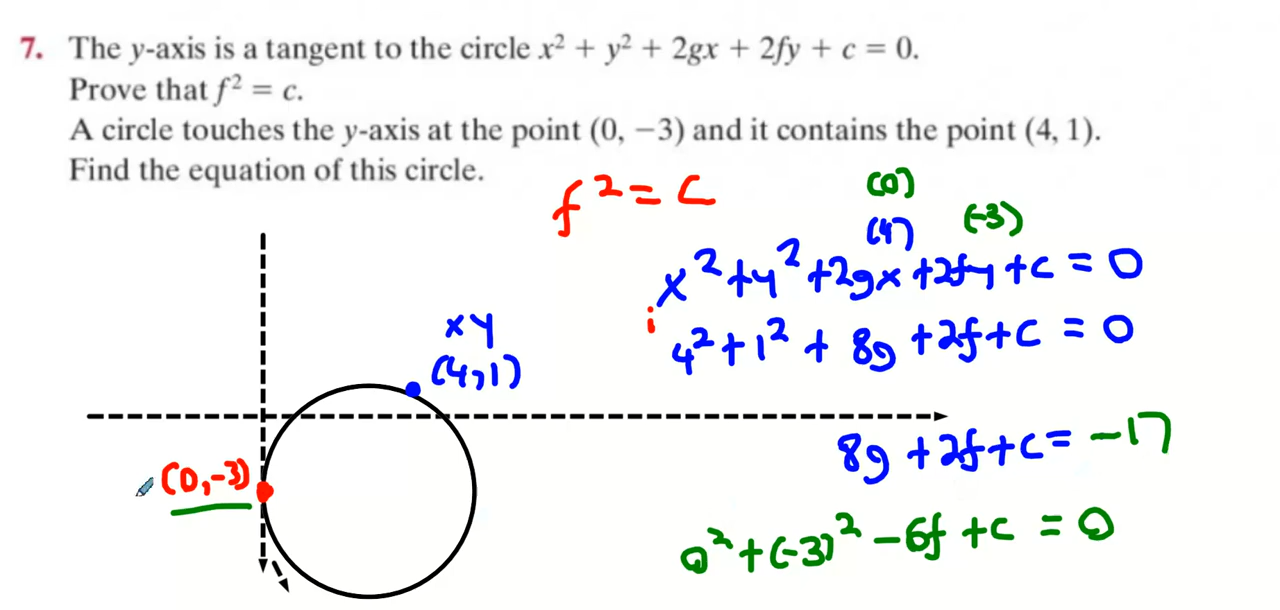 7. The y-axis is a tangent to the circle x² + y² + 2gx + 2fy + c = 0.
Prove that f² = c.
A circle touches the y-axis at the point (0, −3) and it contains the point (4, 1).
Find the equation of this circle.
f² = c
(0)
(4) (-3)
x² + y² + 2gx + 2fy + c = 0
i 4² + 1² + 8g + 2f + c = 0
x y
(4,1)
8g + 2f + c = -17
(0,-3)
0² + (-3)² - 6f + c = 0